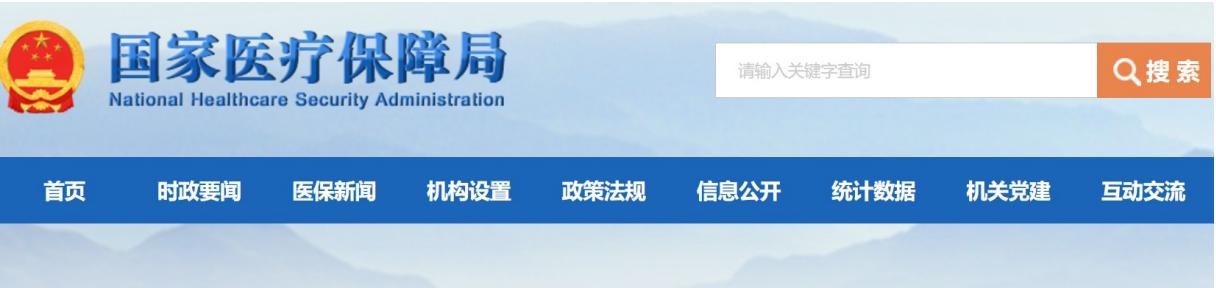 国家医疗保障局
National Healthcare Security Administration
请输入关键字查询
搜索
首页 时政要闻 医保新闻 机构设置 政策法规 信息公开 统计数据 机关党建 互动交流